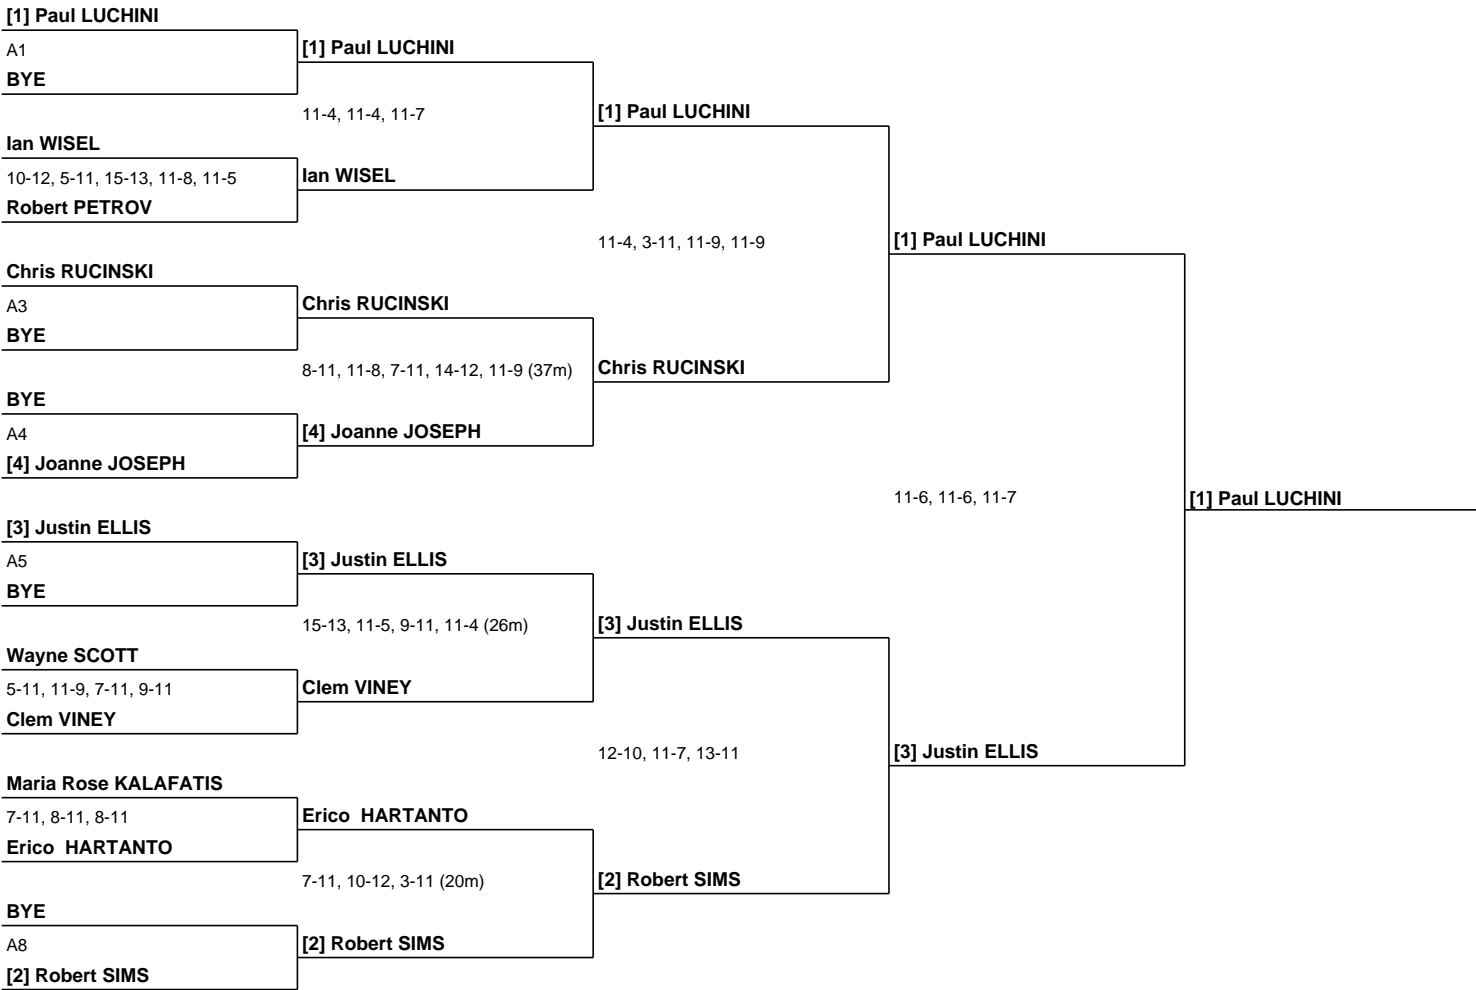 [1] Paul LUCHINI
A1
BYE
Ian WISEL
10-12, 5-11, 15-13, 11-8, 11-5
Robert PETROV
Chris RUCINSKI
A3
BYE
BYE
A4
[4] Joanne JOSEPH
[3] Justin ELLIS
A5
BYE
Wayne SCOTT
5-11, 11-9, 7-11, 9-11
Clem VINEY
Maria Rose KALAFATIS
7-11, 8-11, 8-11
Erico  HARTANTO
BYE
A8
[2] Robert SIMS
[1] Paul LUCHINI
11-4, 11-4, 11-7
Ian WISEL
Chris RUCINSKI
8-11, 11-8, 7-11, 14-12, 11-9 (37m)
[4] Joanne JOSEPH
[3] Justin ELLIS
15-13, 11-5, 9-11, 11-4 (26m)
Clem VINEY
Erico  HARTANTO
7-11, 10-12, 3-11 (20m)
[2] Robert SIMS
[1] Paul LUCHINI
11-4, 3-11, 11-9, 11-9
Chris RUCINSKI
[3] Justin ELLIS
12-10, 11-7, 13-11
[2] Robert SIMS
[1] Paul LUCHINI
11-6, 11-6, 11-7
[3] Justin ELLIS
[1] Paul LUCHINI